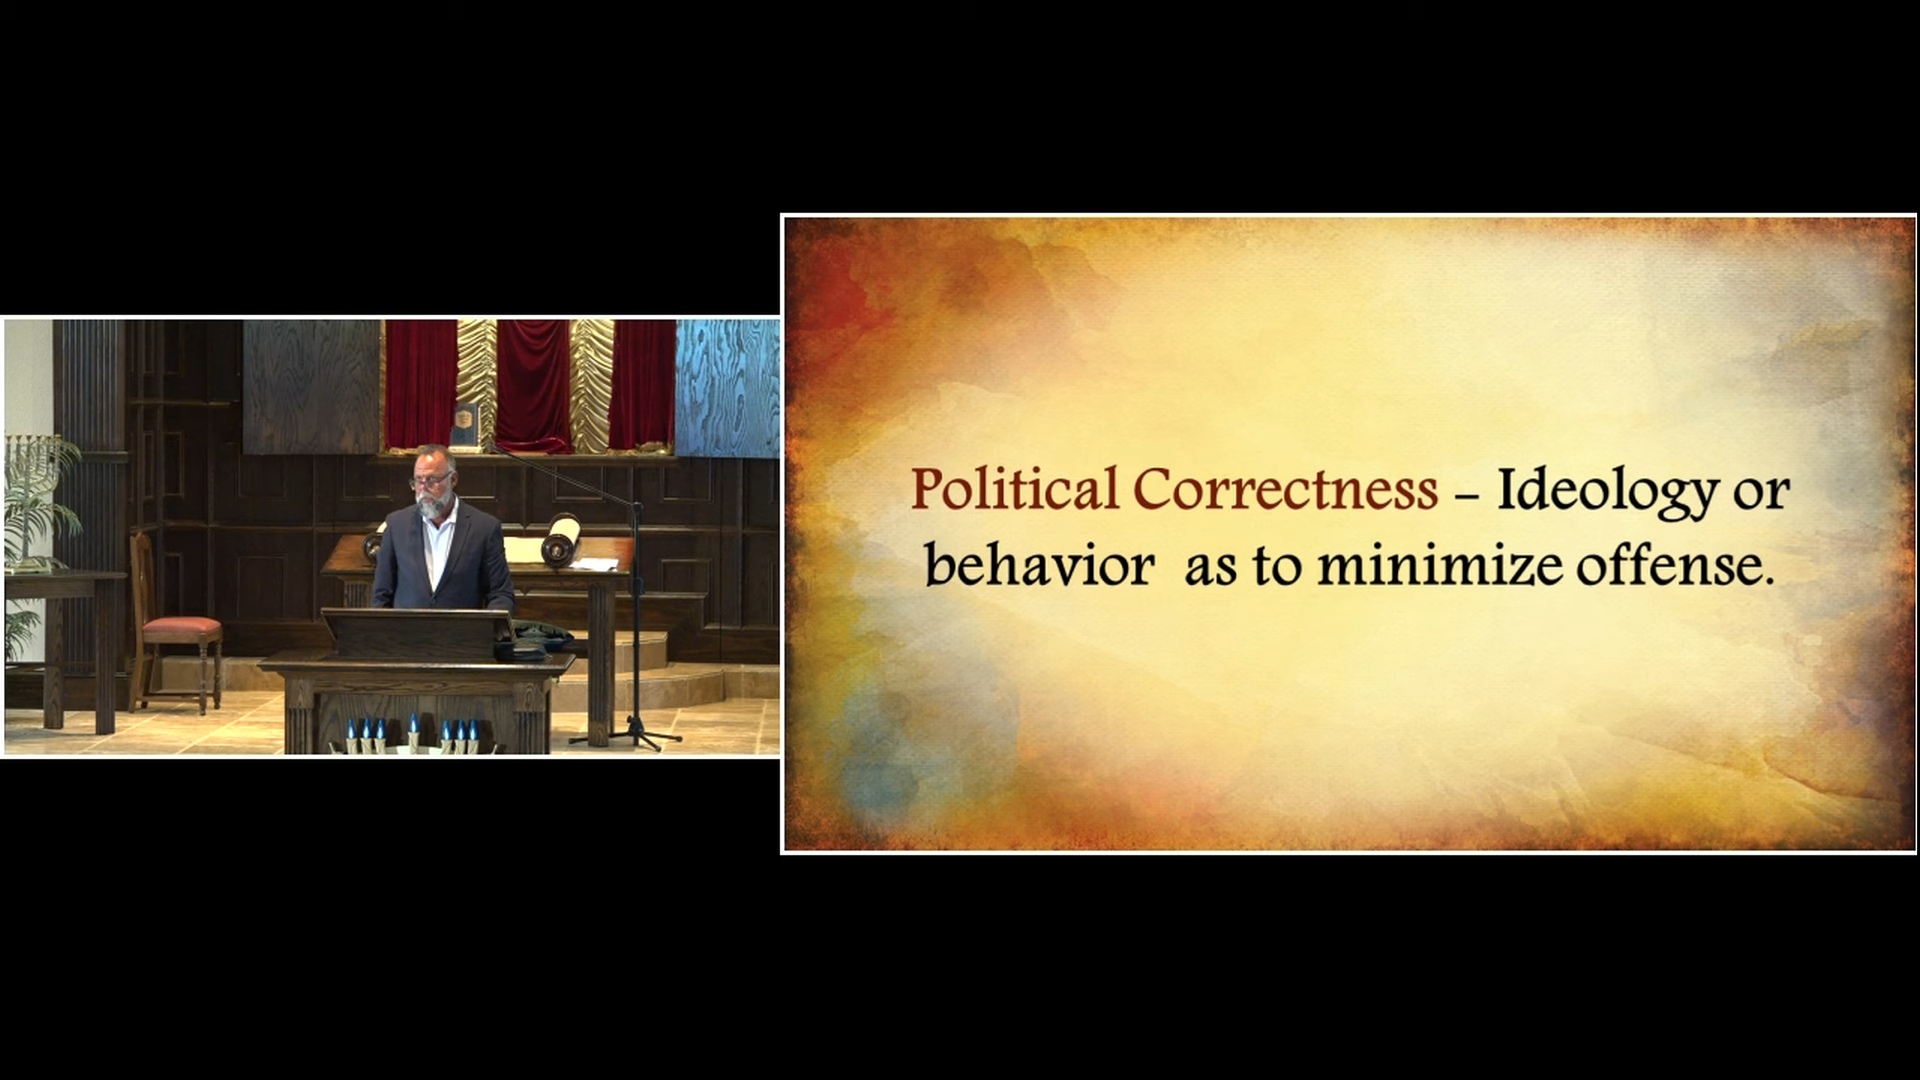 Political Correctness – Ideology or
behavior  as to minimize offense.